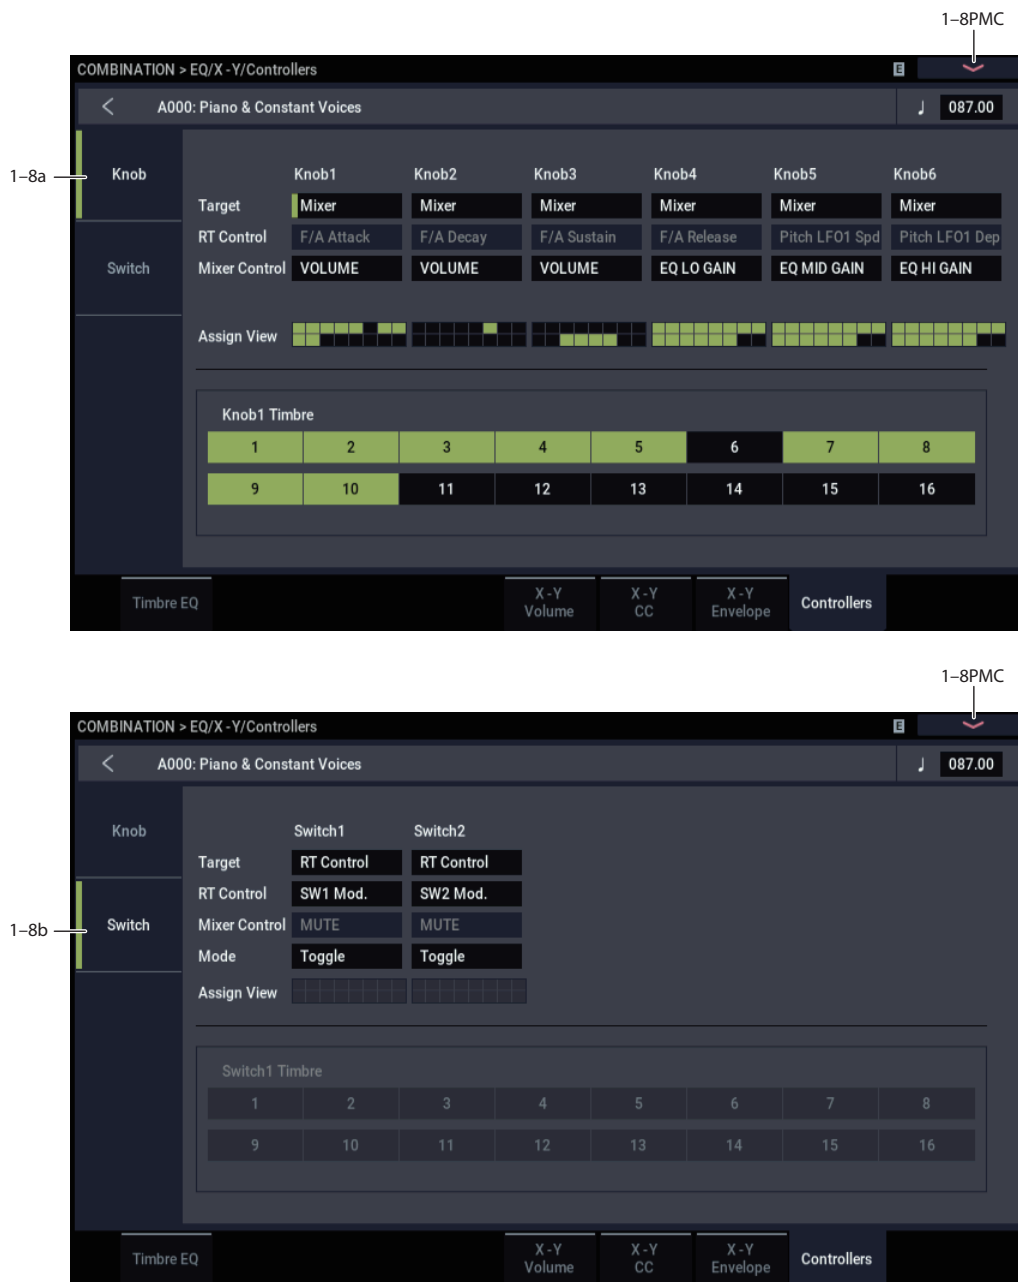 1–8PMC
COMBINATION > EQ/X-Y/Controllers E
A000: Piano & Constant Voices ♩ 087.00
1–8a
Knob
Switch
Knob1 Knob2 Knob3 Knob4 Knob5 Knob6
Target Mixer Mixer Mixer Mixer Mixer Mixer
RT Control F/A Attack F/A Decay F/A Sustain F/A Release Pitch LFO1 Spd Pitch LFO1 Dep
Mixer Control VOLUME VOLUME VOLUME EQ LO GAIN EQ MID GAIN EQ HI GAIN
Assign View
Knob1 Timbre
1 2 3 4 5 6 7 8
9 10 11 12 13 14 15 16
Timbre EQ X-Y Volume X-Y CC X-Y Envelope Controllers
1–8PMC
COMBINATION > EQ/X-Y/Controllers E
A000: Piano & Constant Voices ♩ 087.00
Knob
1–8b
Switch
Switch1 Switch2
Target RT Control RT Control
RT Control SW1 Mod. SW2 Mod.
Mixer Control MUTE MUTE
Mode Toggle Toggle
Assign View
Switch1 Timbre
1 2 3 4 5 6 7 8
9 10 11 12 13 14 15 16
Timbre EQ X-Y Volume X-Y CC X-Y Envelope Controllers